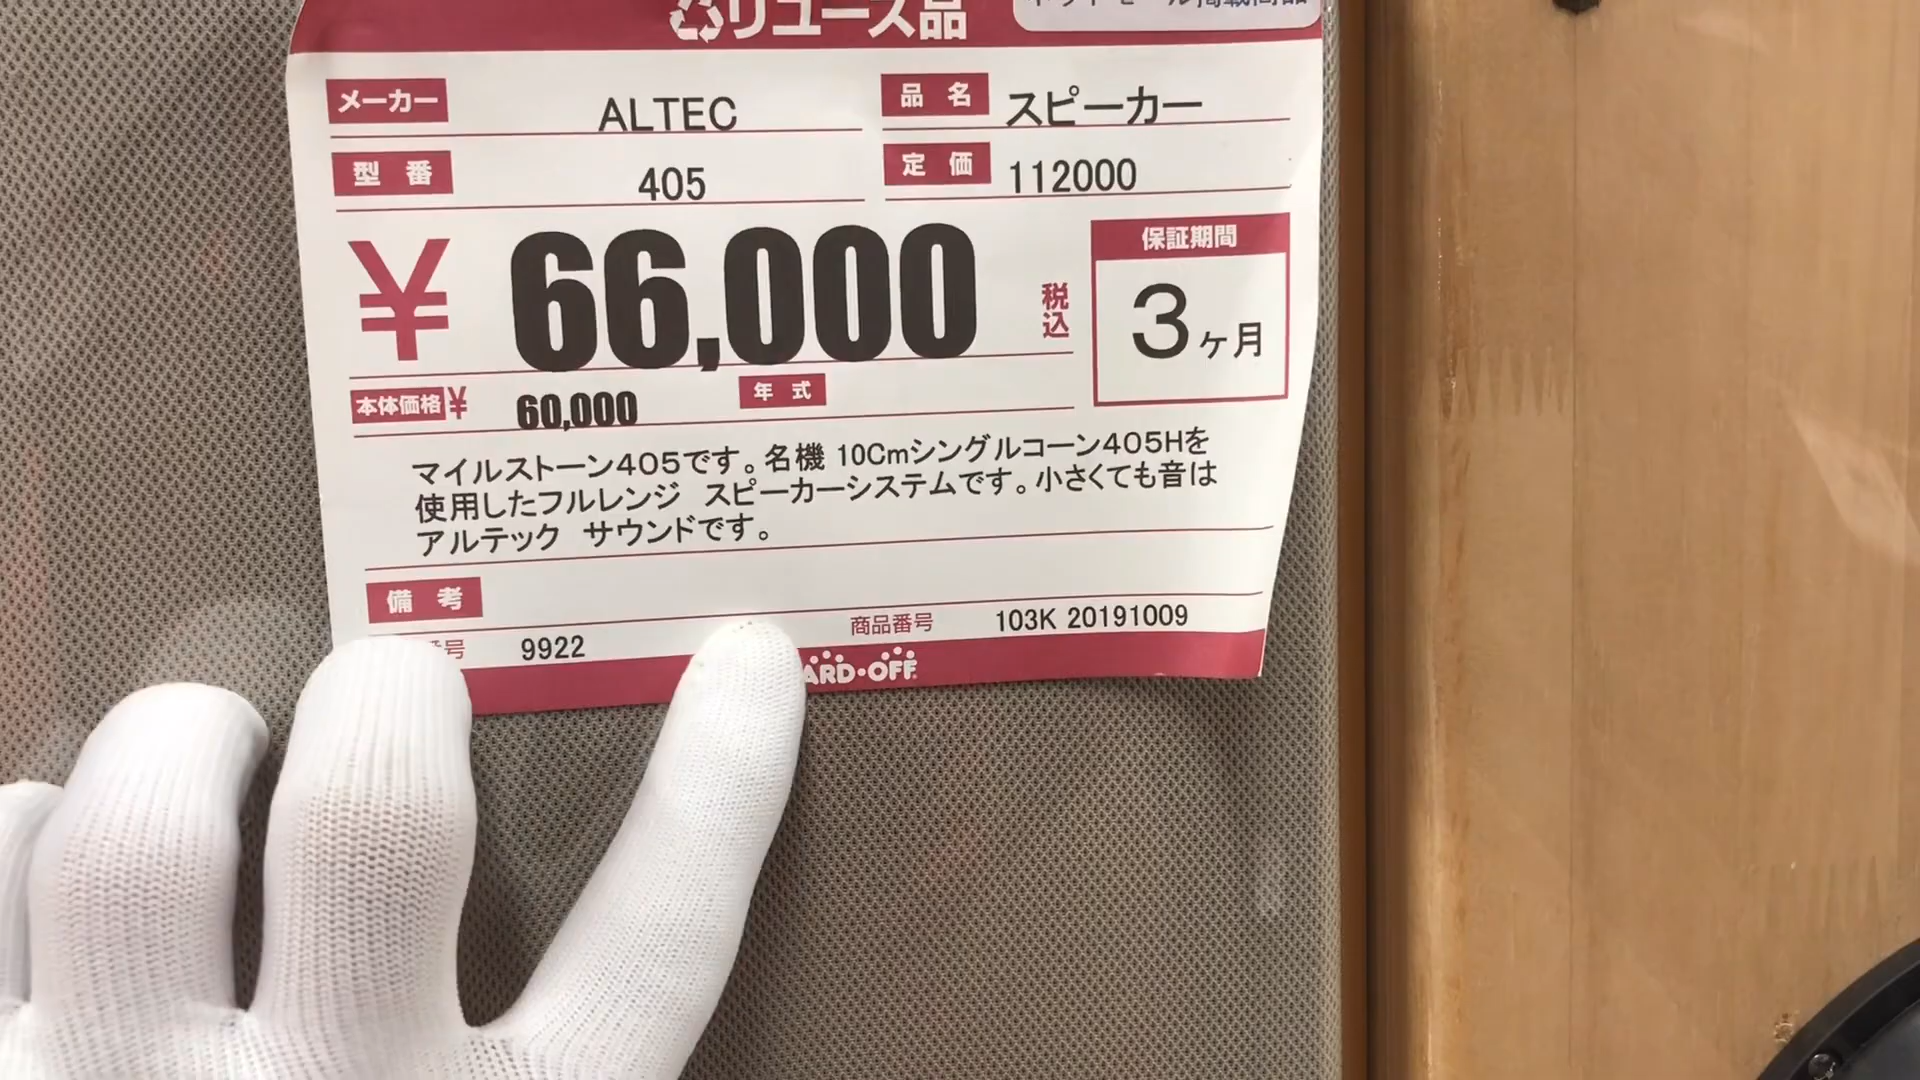 リユース品
メーカー ALTEC 品名 スピーカー
型番 405 定価 112000
¥ 66,000 税込
保証期間
3ヶ月
本体価格¥ 60,000 年式
マイルストーン405です。名機 10Cmシングルコーン405Hを
使用したフルレンジ スピーカーシステムです。小さくても音は
アルテック サウンドです。
備考
番号 9922 商品番号 103K 20191009
ARD・OFF